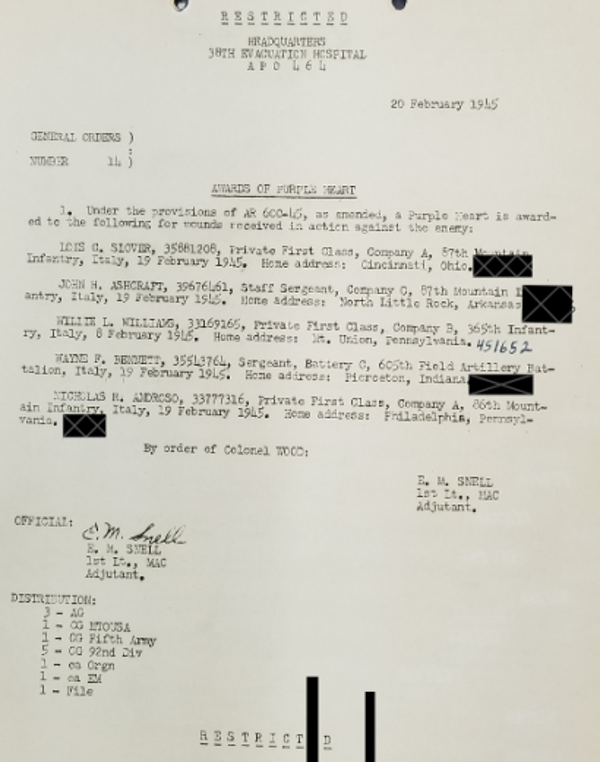 R E S T R I C T E D
HEADQUARTERS
38TH EVACUATION HOSPITAL
A P O 4 6 4
20 February 1945
GENERAL ORDERS )
:
NUMBER 14 )
AWARDS OF PURPLE HEART
1. Under the provisions of AR 600-45, as amended, a Purple Heart is award-
ed to the following for wounds received in action against the enemy:
LOYS C. SLOVER, 35881208, Private First Class, Company A, 87th Mountain
Infantry, Italy, 19 February 1945. Home address: Cincinnati, Ohio.
JOHN H. ASHCRAFT, 39676461, Staff Sergeant, Company C, 87th Mountain I
antry, Italy, 19 February 1945. Home address: North Little Rock, Arkansas
WILLIE L. WILLIAMS, 33169165, Private First Class, Company B, 365th Infant-
ry, Italy, 8 February 1945. Home address: Mt. Union, Pennsylvania. 451652
WAYNE F. BENNETT, 35543764, Sergeant, Battery C, 605th Field Artillery Bat-
talion, Italy, 19 February 1945. Home address: Pierceton, Indiana
NICHOLAS R. ANDROSO, 33777316, Private First Class, Company A, 86th Mount-
ain Infantry, Italy, 19 February 1945. Home address: Philadelphia, Pennsyl-
vania.
By order of Colonel WOOD:
E. M. SNELL
1st Lt., MAC
Adjutant.
OFFICIAL:
E. M. Snell
E. M. SNELL
1st Lt., MAC
Adjutant.
DISTRIBUTION:
3 - AG
1 - CG MTOUSA
1 - CG Fifth Army
5 - CG 92nd Div
1 - ea Orgn
1 - ea EM
1 - File
R E S T R I C T D